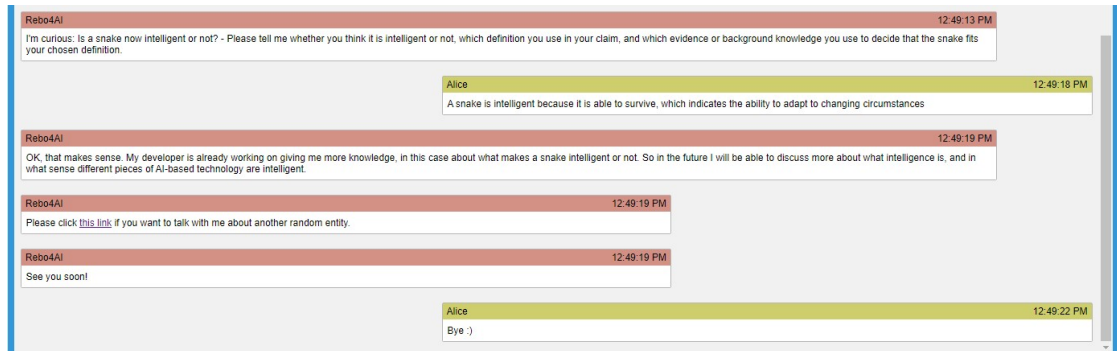 Rebo4AI 12:49:13 PM
I'm curious: Is a snake now intelligent or not? - Please tell me whether you think it is intelligent or not, which definition you use in your claim, and which evidence or background knowledge you use to decide that the snake fits
your chosen definition.
Alice 12:49:18 PM
A snake is intelligent because it is able to survive, which indicates the ability to adapt to changing circumstances
Rebo4AI 12:49:19 PM
OK, that makes sense. My developer is already working on giving me more knowledge, in this case about what makes a snake intelligent or not. So in the future I will be able to discuss more about what intelligence is, and in
what sense different pieces of AI-based technology are intelligent.
Rebo4AI 12:49:19 PM
Please click this link if you want to talk with me about another random entity.
Rebo4AI 12:49:19 PM
See you soon!
Alice 12:49:22 PM
Bye :)